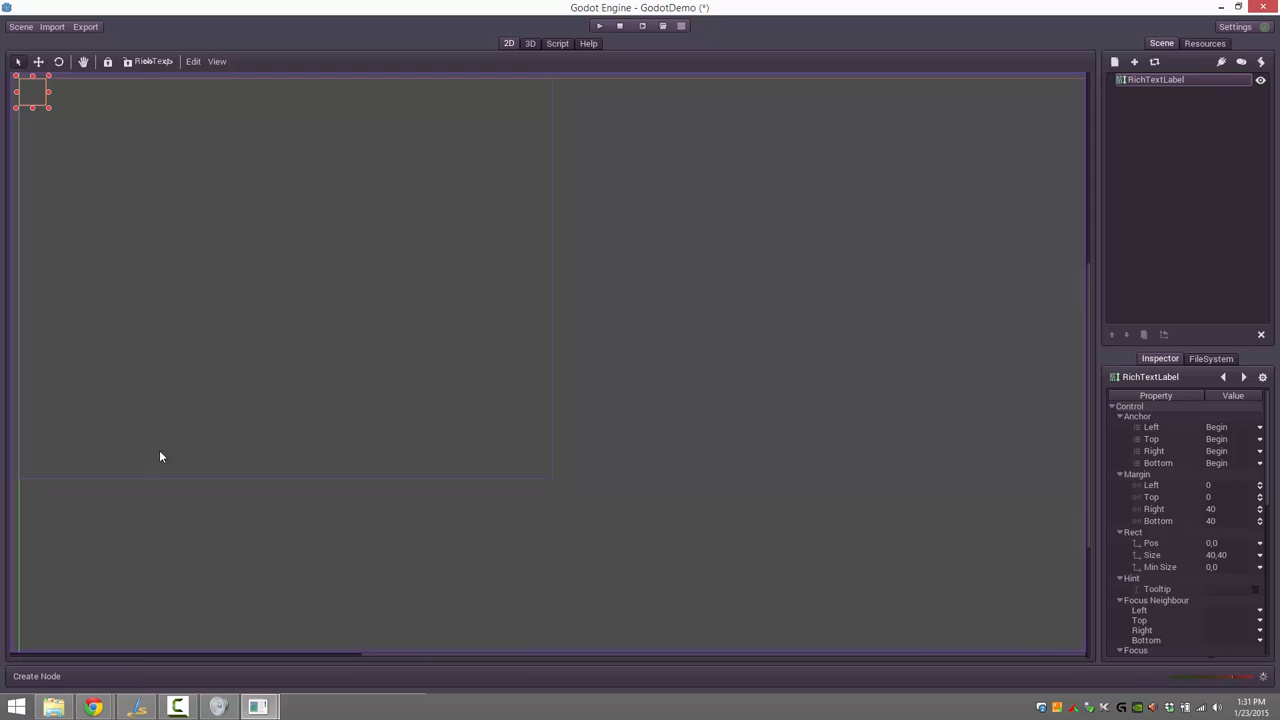 Godot Engine - GodotDemo (*)
Scene Import Export
Settings
2D 3D Script Help
Scene Resources
Edit View
RichTextLabel
Inspector FileSystem
RichTextLabel
Property Value
Control
Anchor
Left Begin
Top Begin
Right Begin
Bottom Begin
Margin
Left 0
Top 0
Right 40
Bottom 40
Rect
Pos 0,0
Size 40,40
Min Size 0,0
Hint
Tooltip
Focus Neighbour
Left
Top
Right
Bottom
Focus
Create Node
1:31 PM
1/23/2015